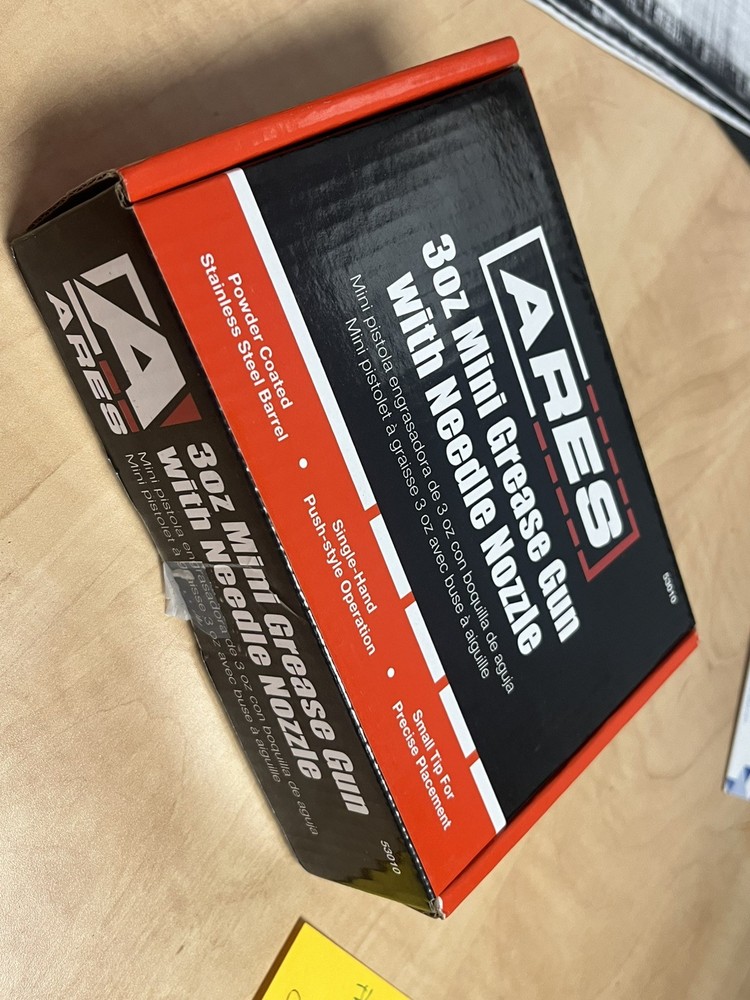 ARES
3oz Mini Grease Gun
With Needle Nozzle
Mini pistola engrasadora de 3 oz con boquilla de aguja
Mini pistolet à graisse 3 oz avec buse à aiguille
53010
Powder Coated
Stainless Steel Barrel
•
Single-Hand
Push-style Operation
•
Small Tip For
Precise Placement
A
ARES
3oz Mini Grease Gun
With Needle Nozzle
Mini pistola engrasadora de 3 oz con boquilla de aguja
Mini pistolet à graisse 3 oz avec buse à aiguille
53010